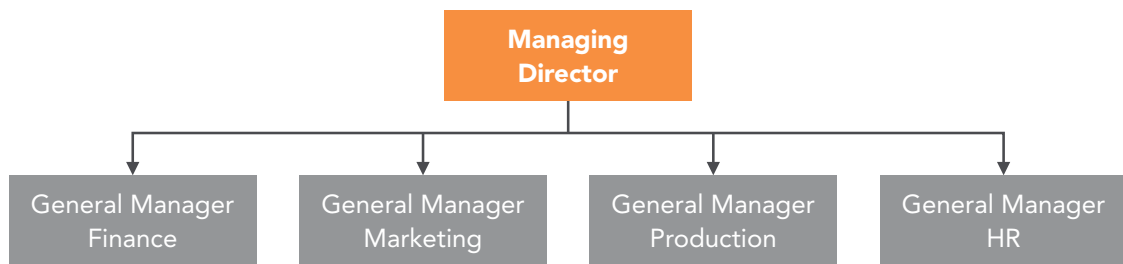 Managing
Director
General Manager
Finance
General Manager
Marketing
General Manager
Production
General Manager
HR